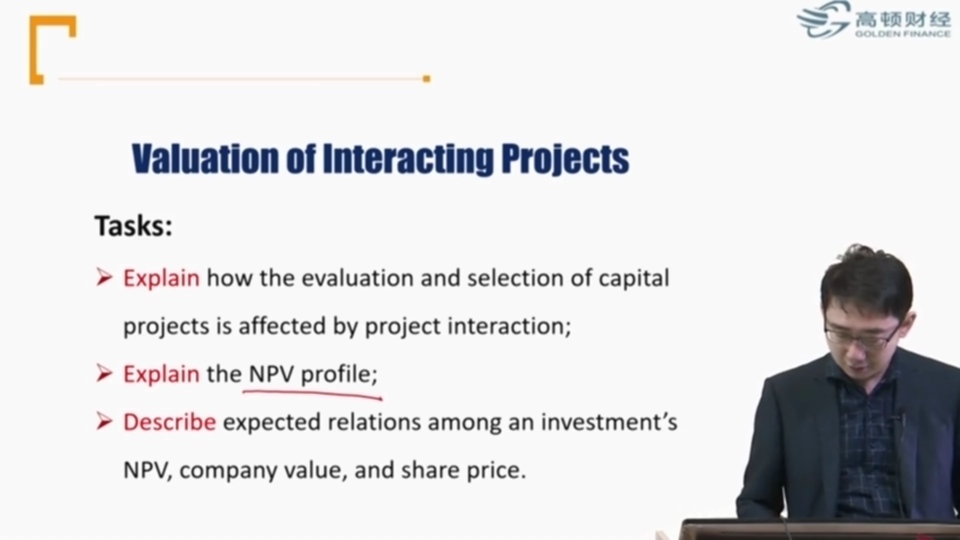 高顿财经
GOLDEN FINANCE
Valuation of Interacting Projects
Tasks:
Explain how the evaluation and selection of capital
projects is affected by project interaction;
Explain the NPV profile;
Describe expected relations among an investment's
NPV, company value, and share price.